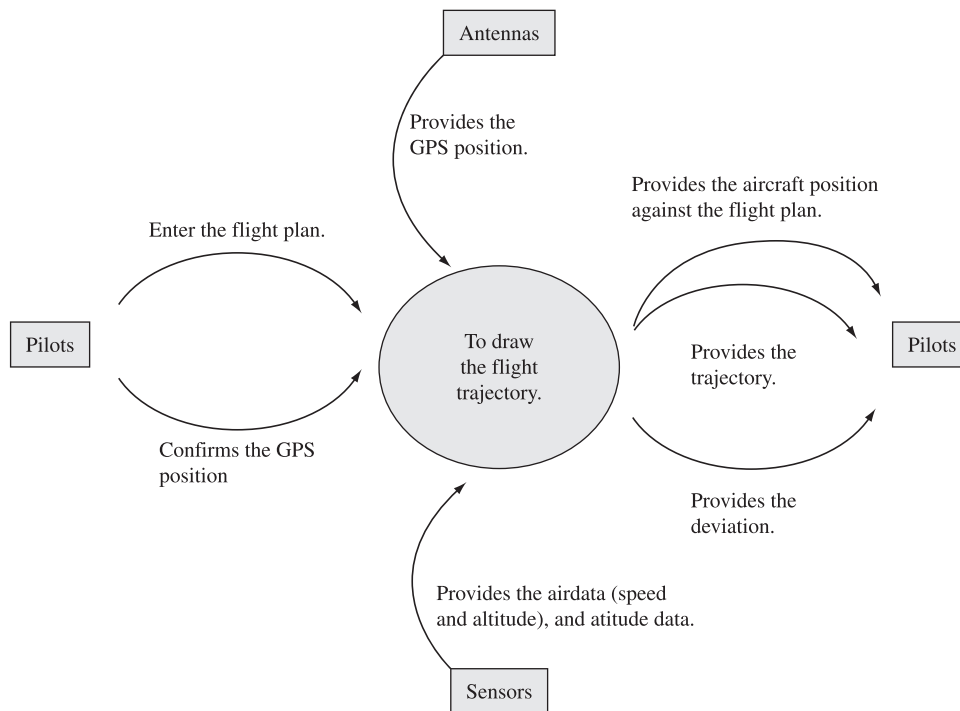 Antennas
Provides the
GPS position.
Provides the aircraft position
against the flight plan.
Enter the flight plan.
Pilots
To draw
the flight
trajectory.
Provides the
trajectory.
Pilots
Confirms the GPS
position
Provides the
deviation.
Provides the airdata (speed
and altitude), and atitude data.
Sensors